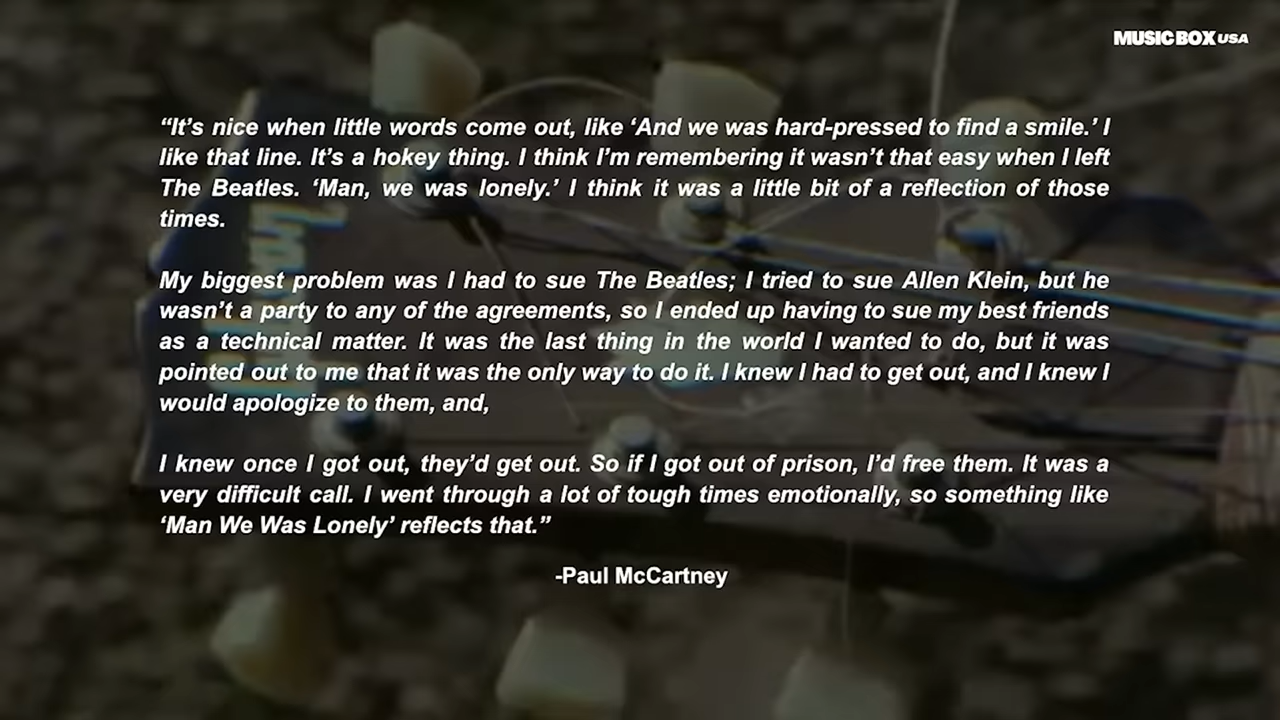 MUSIC BOX USA
“It’s nice when little words come out, like ‘And we was hard-pressed to find a smile.’ I
like that line. It’s a hokey thing. I think I’m remembering it wasn’t that easy when I left
The Beatles. ‘Man, we was lonely.’ I think it was a little bit of a reflection of those
times.
My biggest problem was I had to sue The Beatles; I tried to sue Allen Klein, but he
wasn’t a party to any of the agreements, so I ended up having to sue my best friends
as a technical matter. It was the last thing in the world I wanted to do, but it was
pointed out to me that it was the only way to do it. I knew I had to get out, and I knew I
would apologize to them, and,
I knew once I got out, they’d get out. So if I got out of prison, I’d free them. It was a
very difficult call. I went through a lot of tough times emotionally, so something like
‘Man We Was Lonely’ reflects that.”
-Paul McCartney